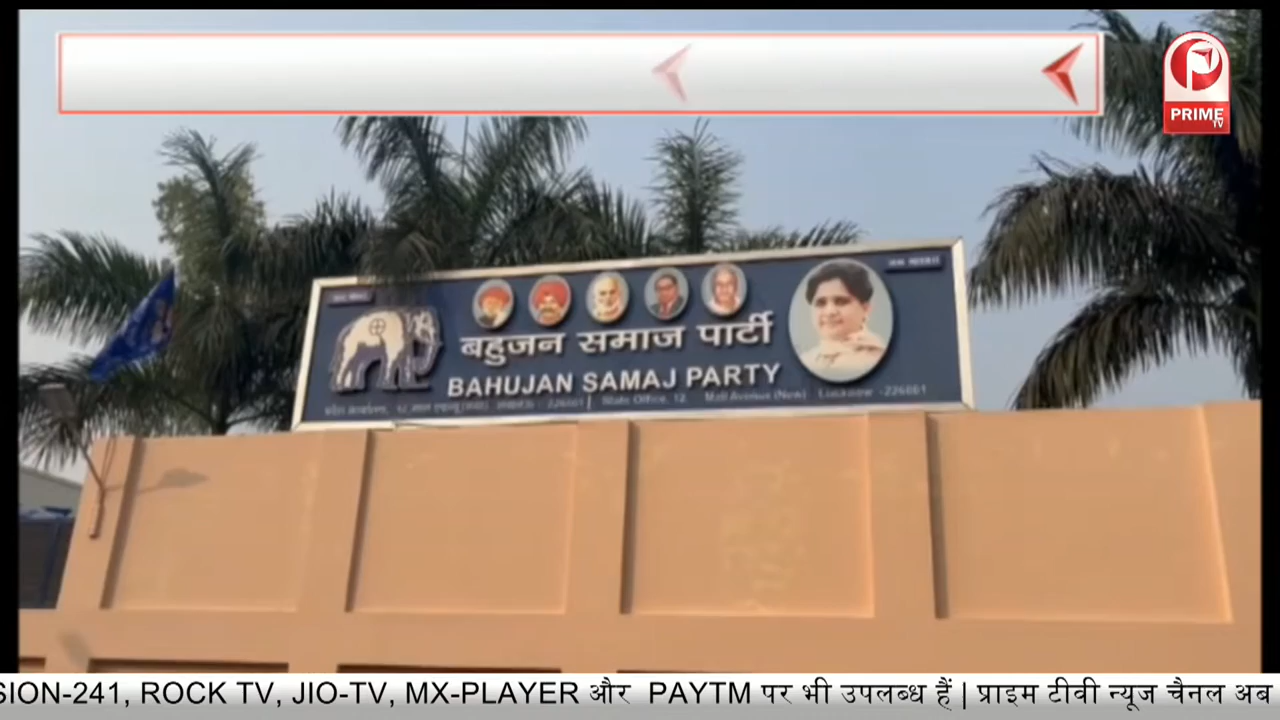 PRIME
TV
बहुजन समाज पार्टी
BAHUJAN SAMAJ PARTY
State Office, 12 Mall Avenue (New) Lucknow -226001
SION-241, ROCK TV, JIO-TV, MX-PLAYER और PAYTM पर भी उपलब्ध हैं | प्राइम टीवी न्यूज चैनल अब